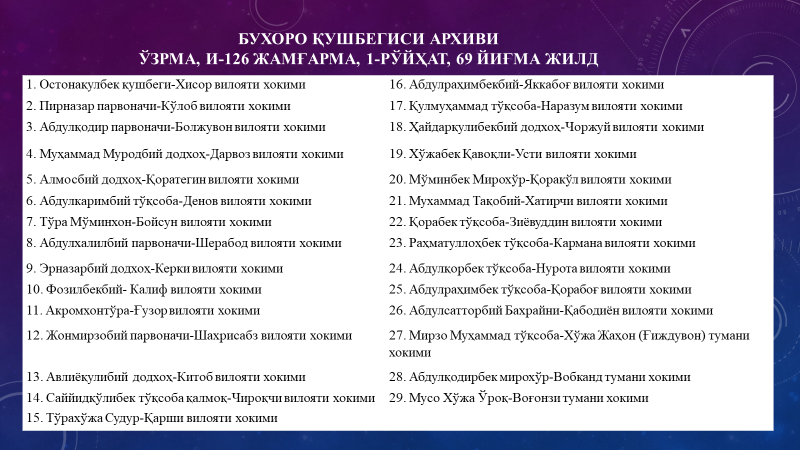 БУХОРО ҚУШБЕГИСИ АРХИВИ
ЎЗРМА, И-126 ЖАМҒАРМА, 1-РЎЙҲАТ, 69 ЙИҒМА ЖИЛД
1. Остонақулбек қушбеги-Хисор вилояти хокими
2. Пирназар парвоначи-Кўлоб вилояти хокими
3. Абдулқодир парвоначи-Болжувон вилояти хокими
4. Муҳаммад Муродбий додхоҳ-Дарвоз вилояти хокими
5. Алмосбий додхоҳ-Қоратегин вилояти хокими
6. Абдулкаримбий тўқсоба-Денов вилояти хокими
7. Тўра Мўминхон-Бойсун вилояти хокими
8. Абдулхалилбий парвоначи-Шерабод вилояти хокими
9. Эрназарбий додхоҳ-Керки вилояти хокими
10. Фозилбекбий- Калиф вилояти хокими
11. Акромхонтўра-Ғузор вилояти хокими
12. Жонмирзобий парвоначи-Шахрисабз вилояти хокими
13. Авлиёқулибий додхоҳ-Китоб вилояти хокими
14. Саййидқўлибек тўқсоба қалмоқ-Чироқчи вилояти хокими
15. Тўрахўжа Судур-Қарши вилояти хокими
16. Абдулраҳимбекбий-Яккабоғ вилояти хокими
17. Қулмуҳаммад тўқсоба-Наразум вилояти хокими
18. Ҳайдарқулибекбий додхоҳ-Чоржуй вилояти хокими
19. Хўжабек Қавоқли-Усти вилояти хокими
20. Мўминбек Мирохўр-Қоракўл вилояти хокими
21. Мухаммад Тақобий-Хатирчи вилояти хокими
22. Қорабек тўқсоба-Зиёвуддин вилояти хокими
23. Раҳматуллоҳбек тўқсоба-Кармана вилояти хокими
24. Абдулқорбек тўқсоба-Нурота вилояти хокими
25. Абдулраҳимбек тўқсоба-Қорабоғ вилояти хокими
26. Абдулсатторбий Бахрайни-Қабодиён вилояти хокими
27. Мирзо Муҳаммад тўқсоба-Хўжа Жаҳон (Ғиждувон) тумани
хокими
28. Абдулқодирбек мирохўр-Вобканд тумани хокими
29. Мусо Хўжа Ўроқ-Воғонзи тумани хокими